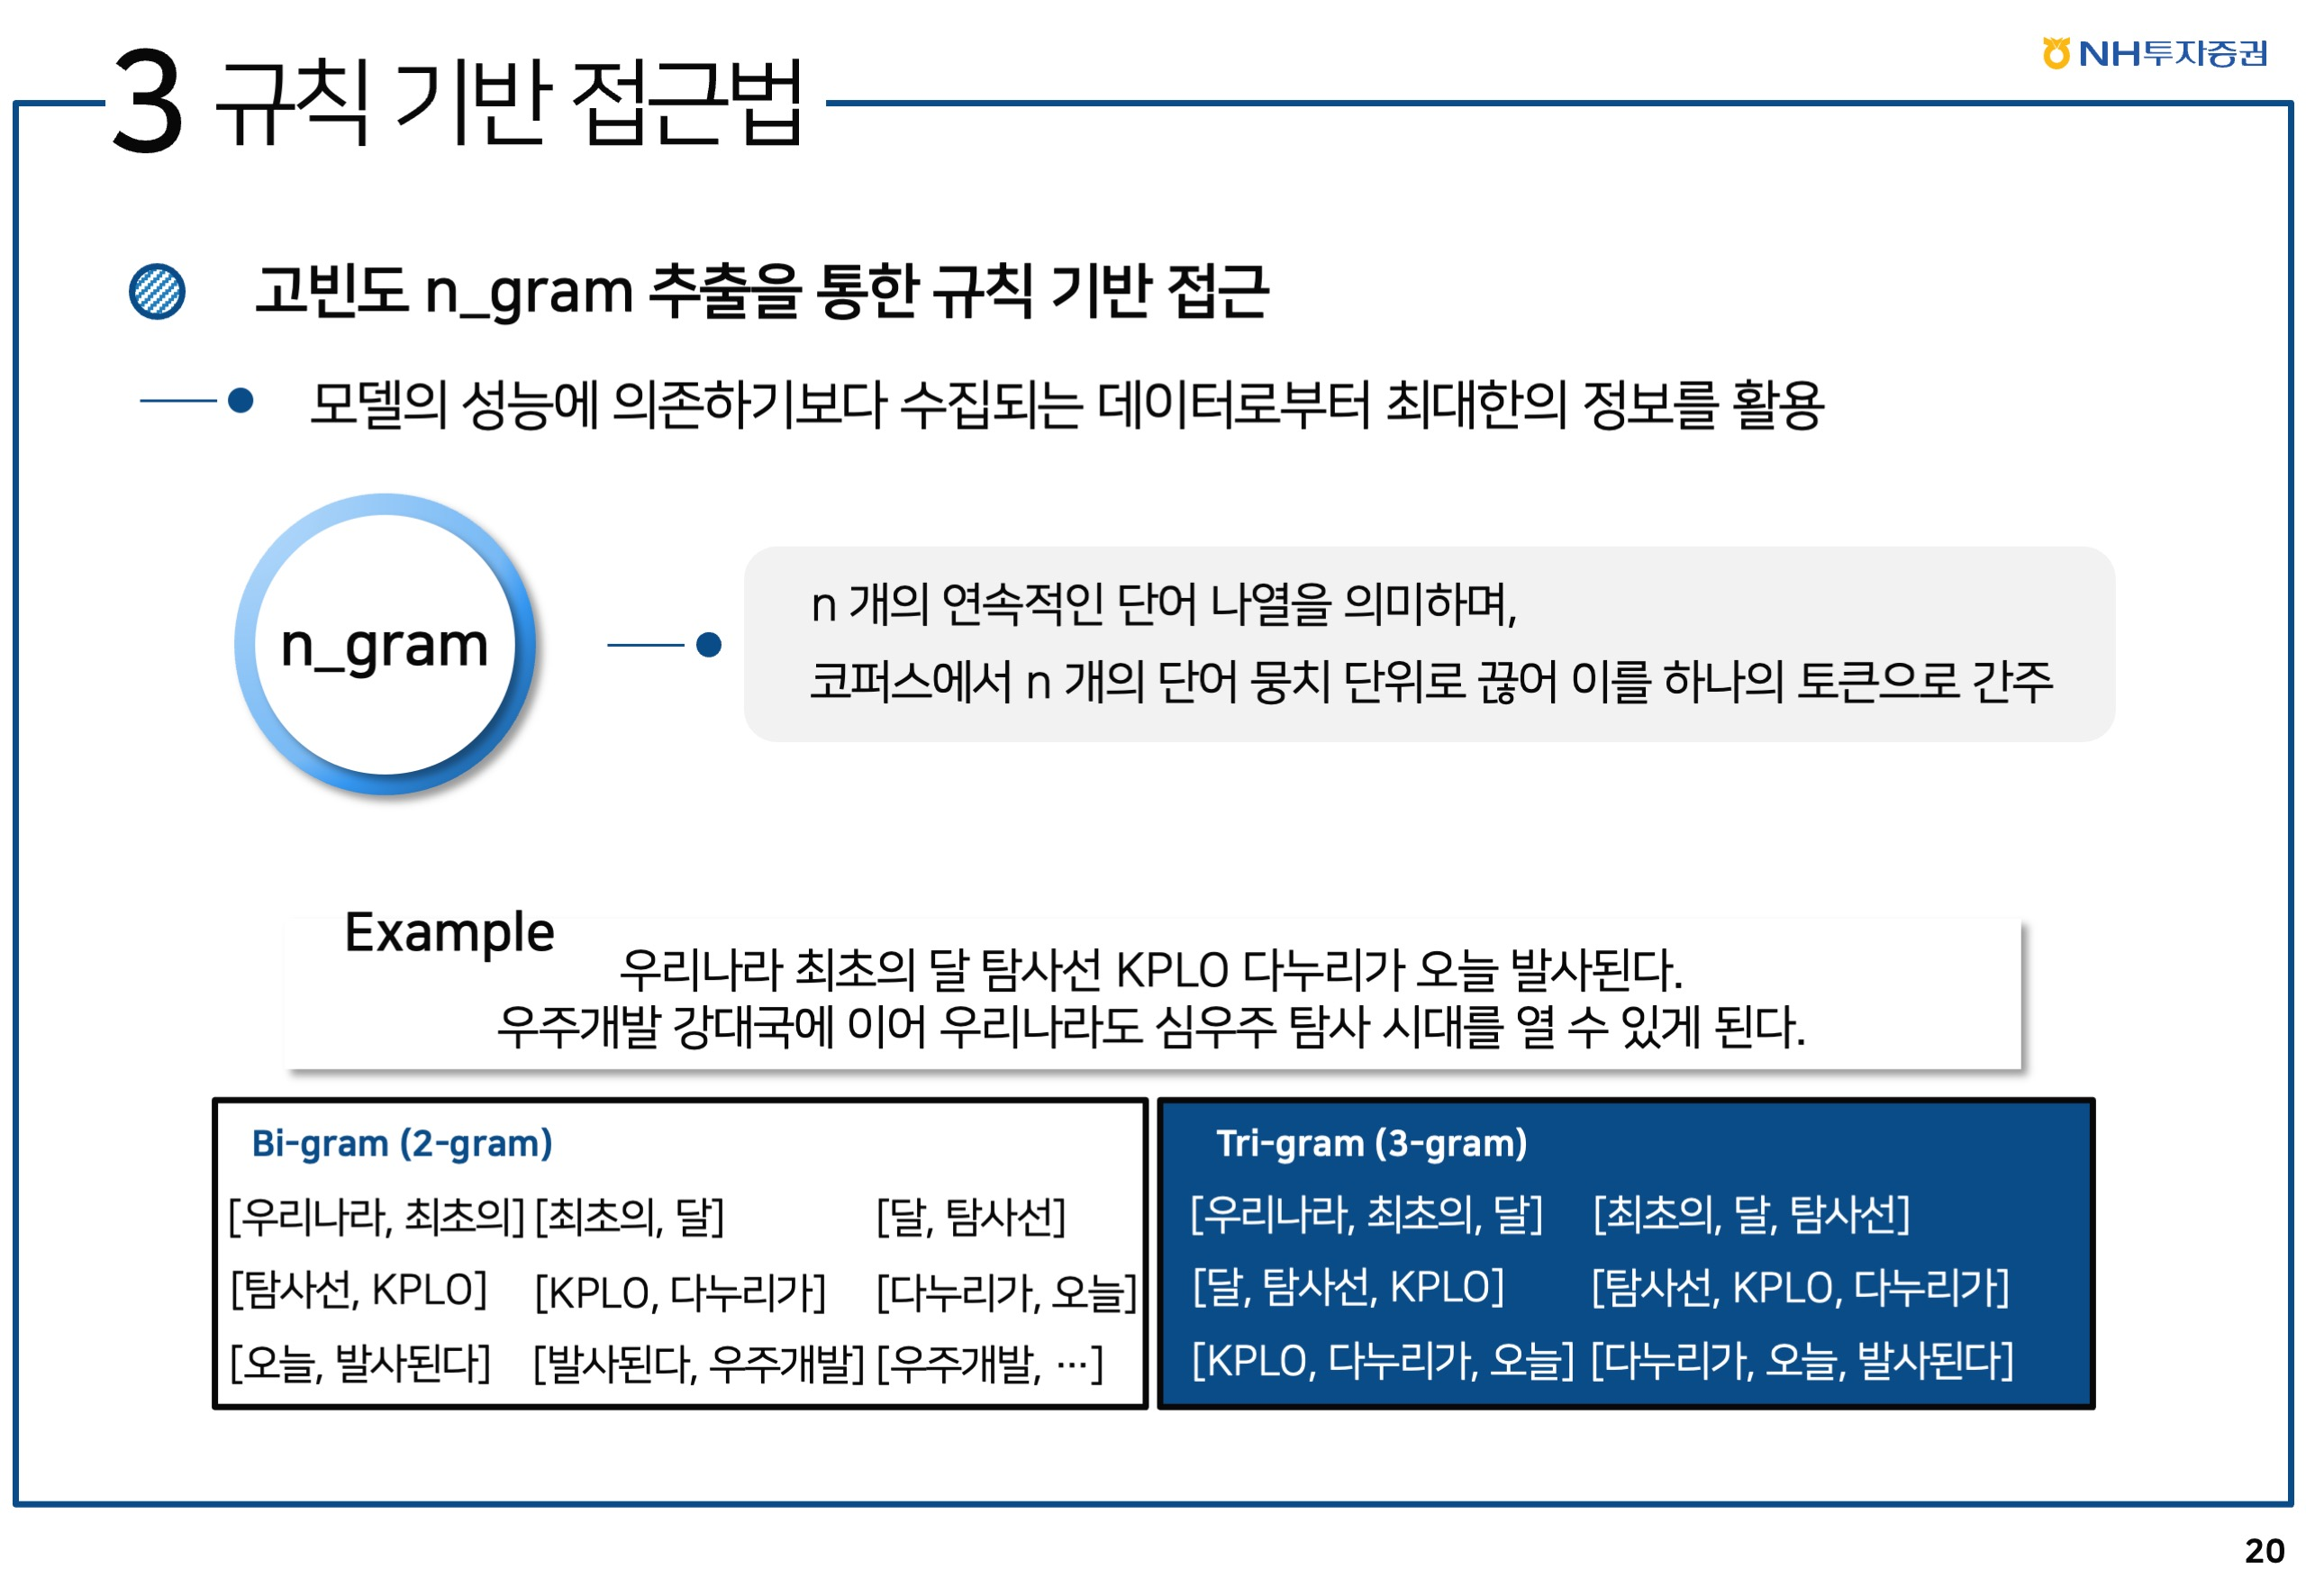 3 규칙 기반 접근법
NH투자증권
고빈도 n_gram 추출을 통한 규칙 기반 접근
모델의 성능에 의존하기보다 수집되는 데이터로부터 최대한의 정보를 활용
n_gram
n 개의 연속적인 단어 나열을 의미하며,
코퍼스에서 n 개의 단어 뭉치 단위로 끊어 이를 하나의 토큰으로 간주
Example
우리나라 최초의 달 탐사선 KPLO 다누리가 오늘 발사된다.
우주개발 강대국에 이어 우리나라도 심우주 탐사 시대를 열 수 있게 된다.
Bi-gram (2-gram)
[우리나라, 최초의] [최초의, 달] [달, 탐사선]
[탐사선, KPLO] [KPLO, 다누리가] [다누리가, 오늘]
[오늘, 발사된다] [발사된다, 우주개발] [우주개발, ⋯]
Tri-gram (3-gram)
[우리나라, 최초의, 달] [최초의, 달, 탐사선]
[달, 탐사선, KPLO] [탐사선, KPLO, 다누리가]
[KPLO, 다누리가, 오늘] [다누리가, 오늘, 발사된다]
20